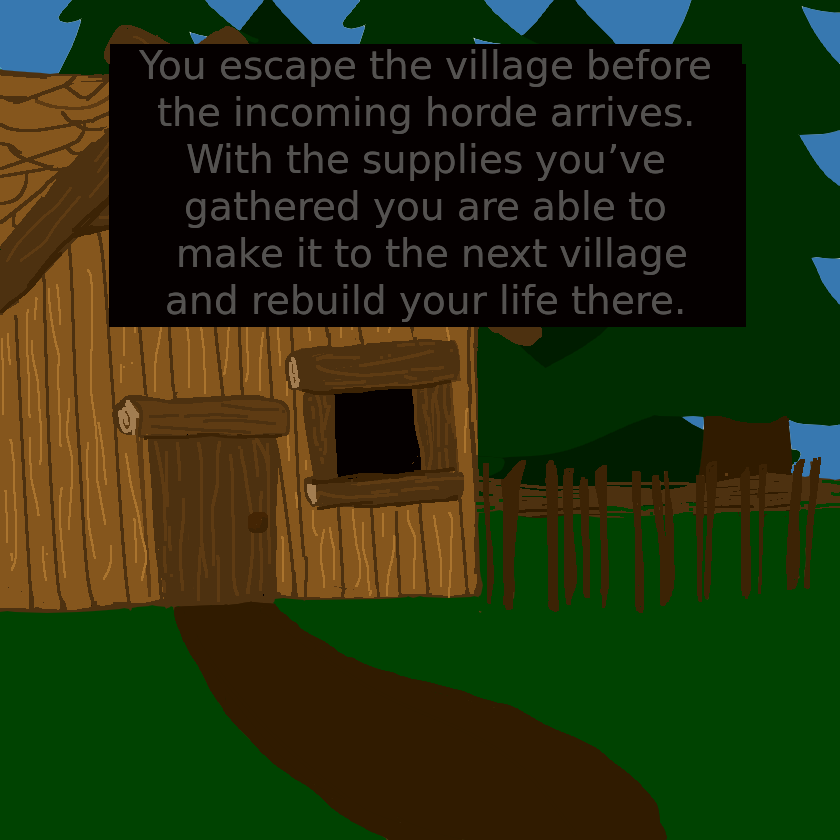 You escape the village before
the incoming horde arrives.
With the supplies you’ve
gathered you are able to
make it to the next village
and rebuild your life there.